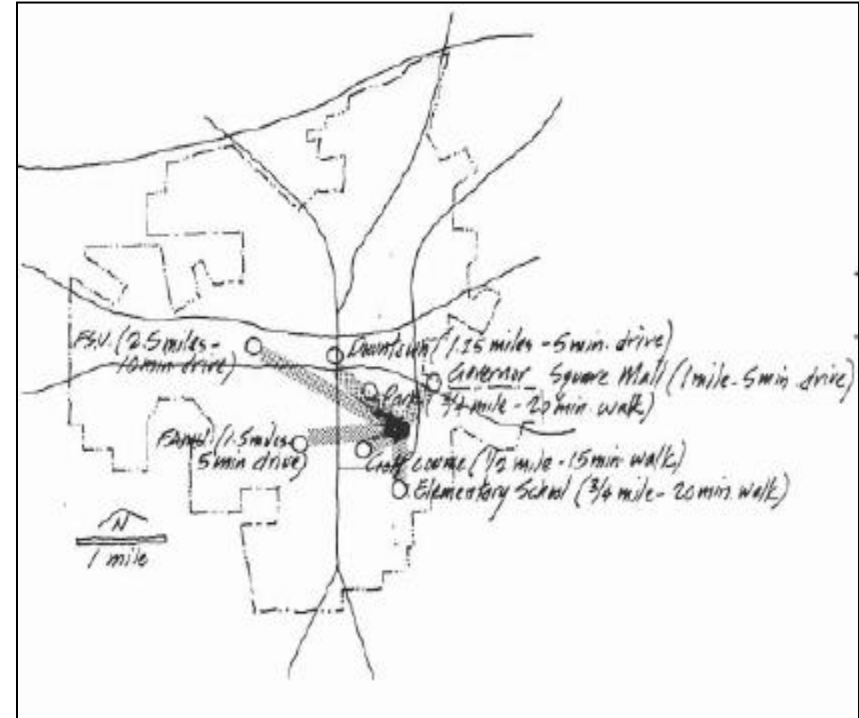 F.S.U. (2.5 miles -
10 min drive)
Downtown (1.25 miles - 5 min. drive)
Governor Square Mall (1 mile - 5 min. drive)
Park
(3/4 mile - 20 min. walk)
FAMU (1.5 miles -
5 min drive)
Golf course (1/2 mile - 15 min walk)
Elementary School (3/4 mile - 20 min. walk)
N
1 mile